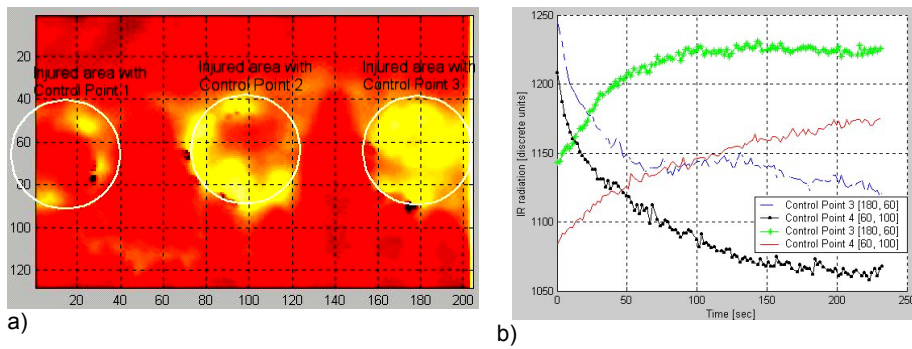 20
40
60
80
100
120
Injured area with
Control Point 1
Injured area with
Control Point 2
Injured area with
Control Point 3
20 40 60 80 100 120 140 160 180 200
a)
1250
1200
1150
1100
1050
IR radiation [discrete units]
Control Point 3 [180, 60]
Control Point 4 [60, 100]
Control Point 3 [180, 60]
Control Point 4 [60, 100]
0 50 100 150 200 250
Time [sec]
b)